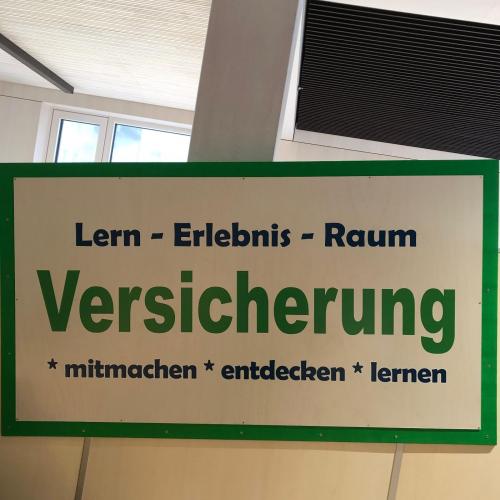 Lern - Erlebnis - Raum
Versicherung
* mitmachen * entdecken * lernen